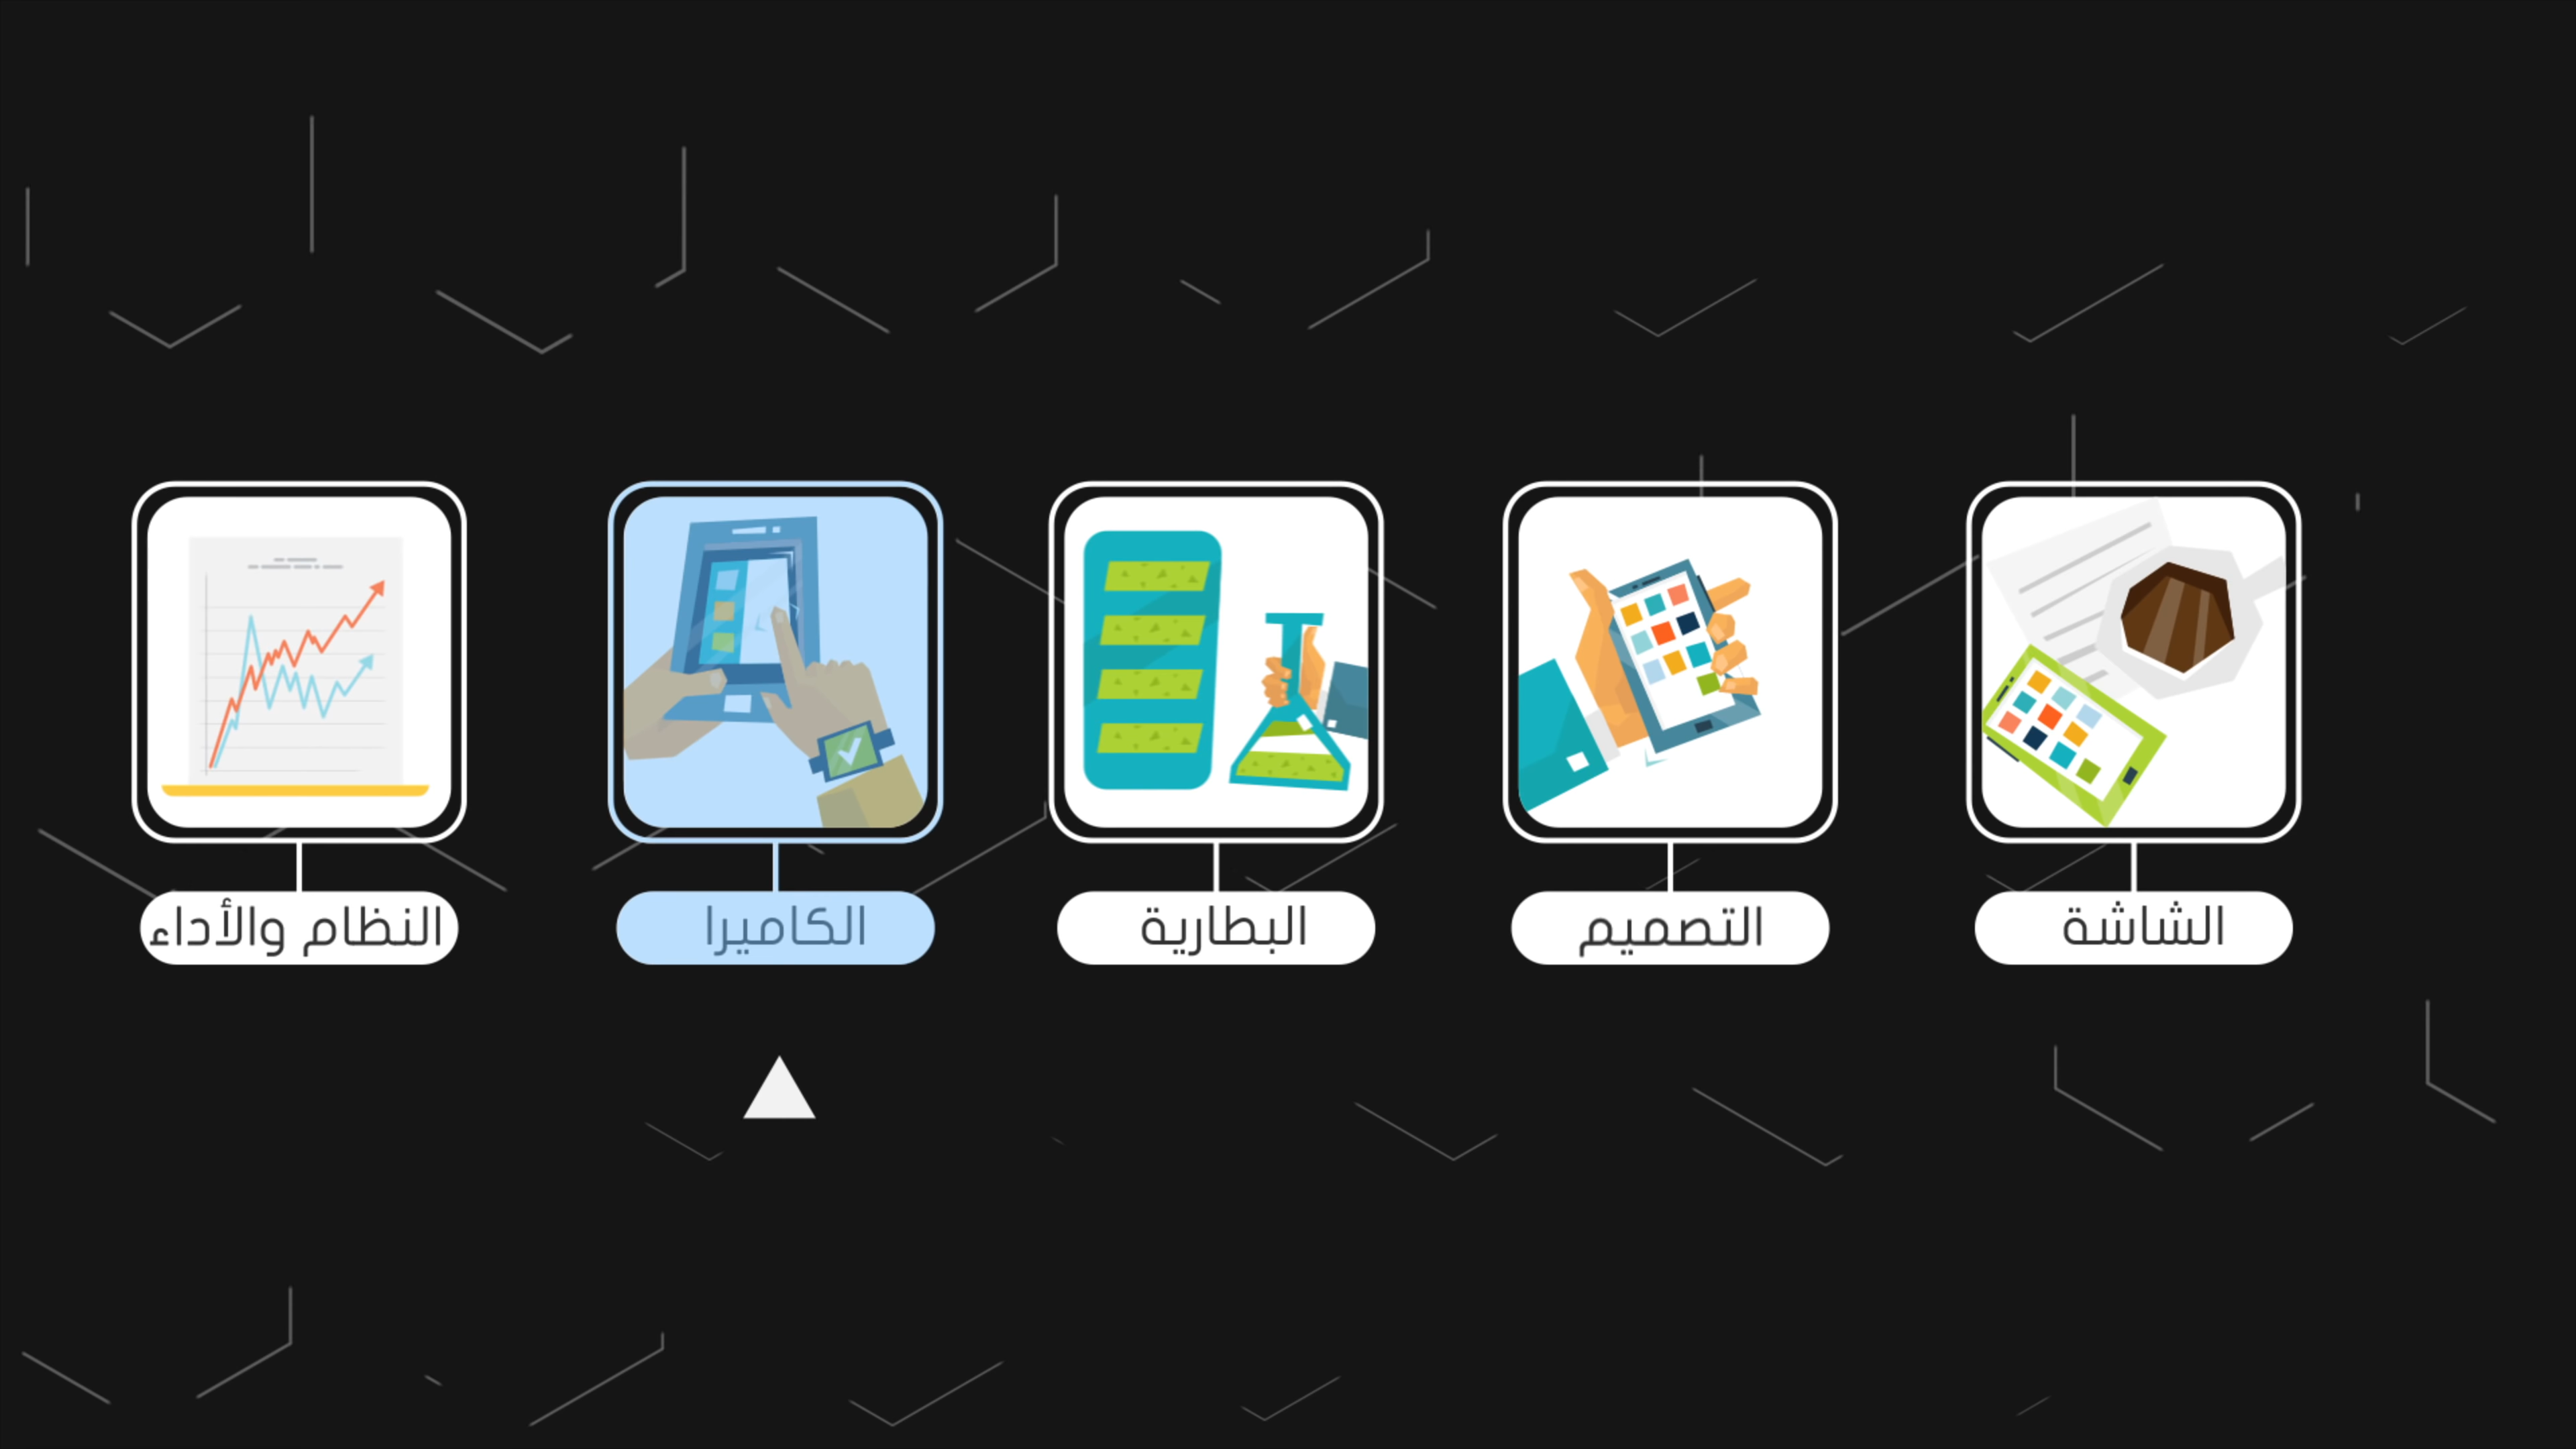 الشاشة
التصميم
البطارية
الكاميرا
النظام والأداء